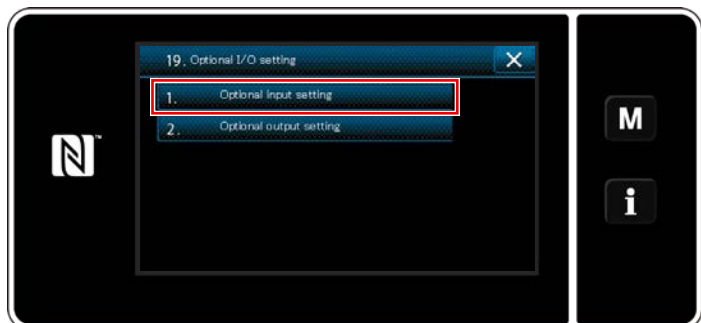 19. Optional I/O setting
1. Optional input setting
2. Optional output setting
M
i